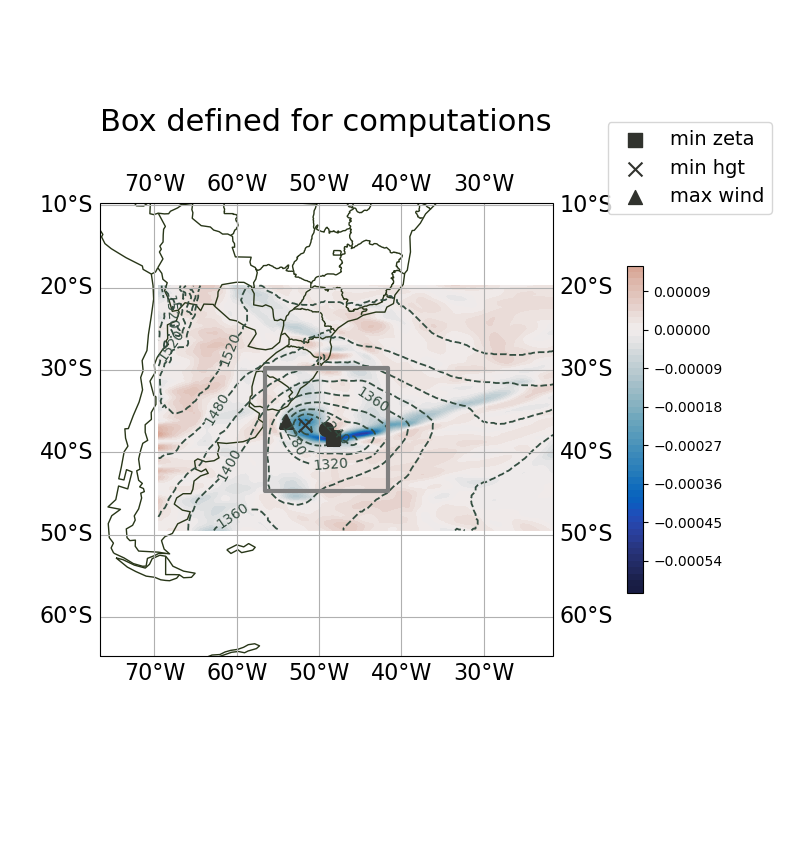 Box defined for computations
min zeta
min hgt
max wind
70°W 60°W 50°W 40°W 30°W
10°S 10°S
20°S 20°S
30°S 30°S
40°S 40°S
50°S 50°S
60°S 60°S
70°W 60°W 50°W 40°W 30°W
1520
1520
1480
1400
1360
1360
1320
280
0.00009
0.00000
−0.00009
−0.00018
−0.00027
−0.00036
−0.00045
−0.00054